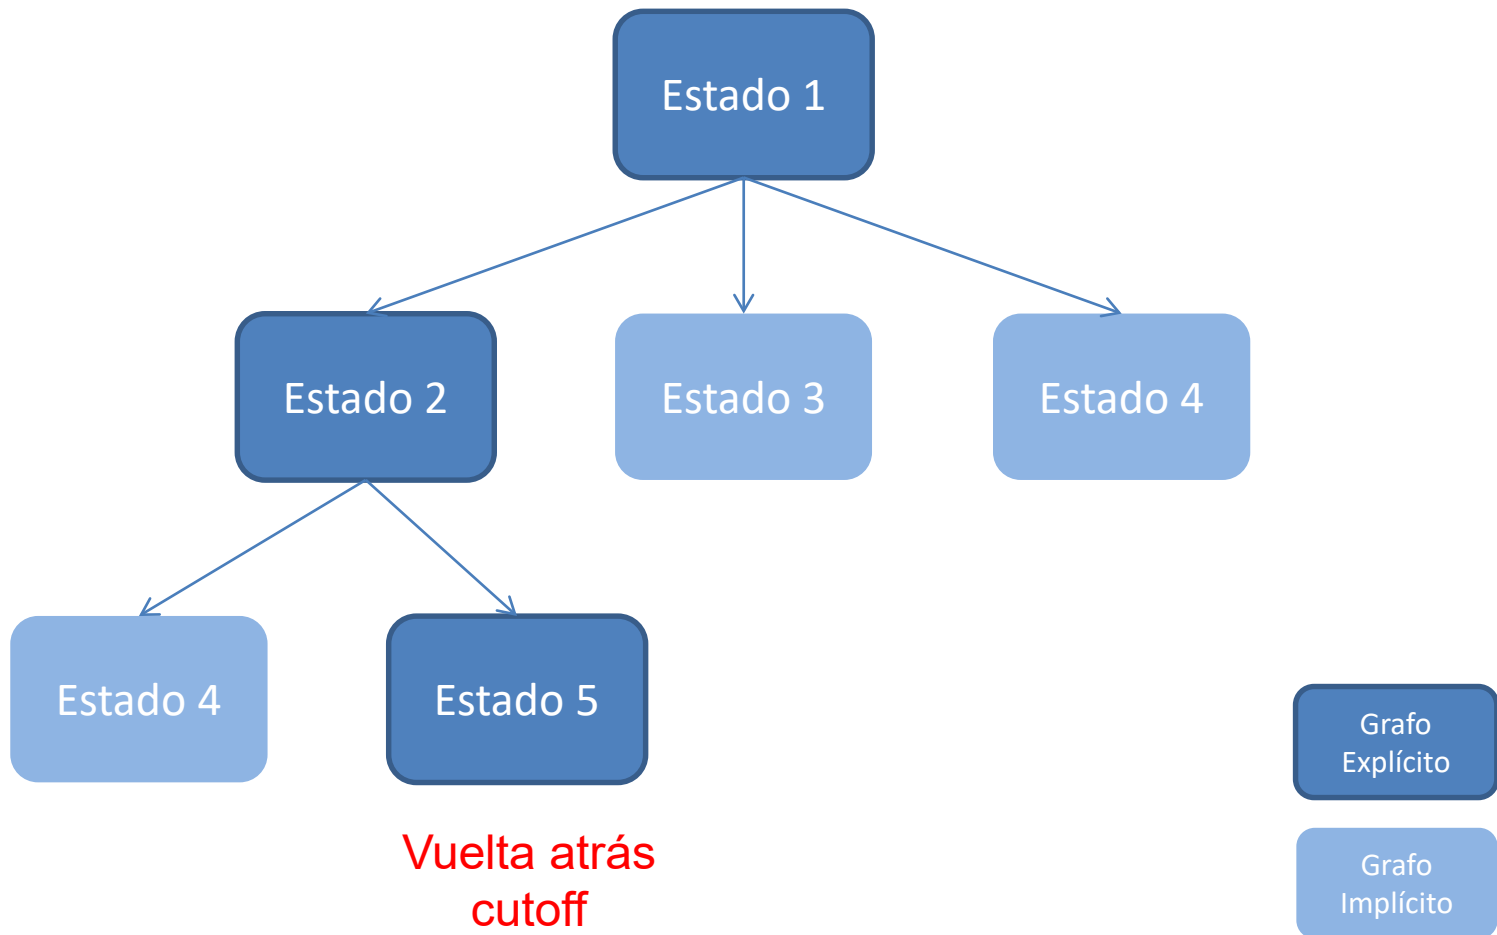 Estado 1
Estado 2
Estado 3
Estado 4
Estado 4
Estado 5
Vuelta atrás
cutoff
Grafo
Explícito
Grafo
Implícito